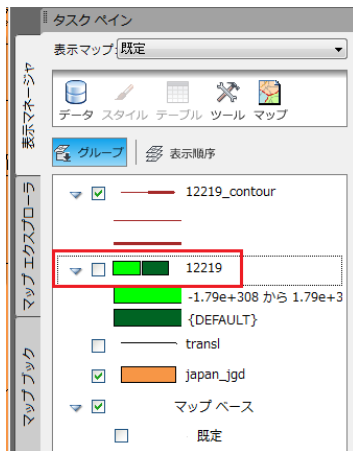 タスク ペイン
表示マップ: 既定
データ スタイル テーブル ツール マップ
グループ 表示順序
12219_contour
12219
-1.79e+308 から 1.79e+3
{DEFAULT}
transl
japan_jgd
マップ ベース
既定
表示マネージャ
マップ エクスプローラ
マップ ブック